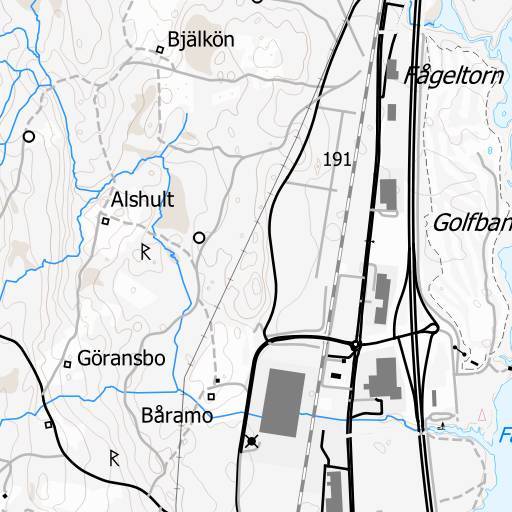 Bjälkön
Fågeltorn
191
Alshult
Golfban
ᚱ
Göransbo
Båramo
ᚱ